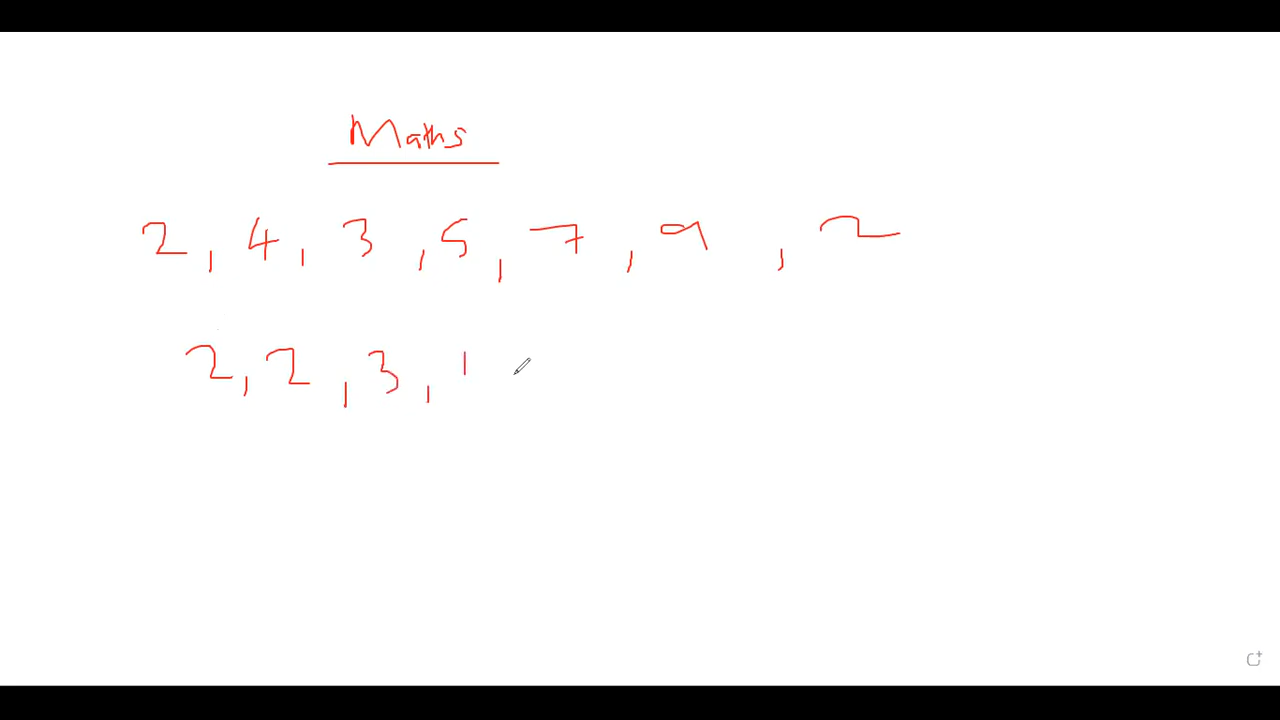 Maths
2, 4, 3, 5, 7, 9, 2
2, 2, 3, 1